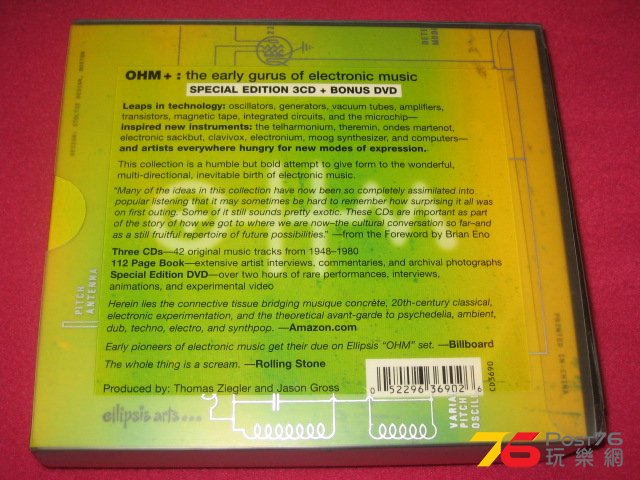 OHM+: the early gurus of electronic music
SPECIAL EDITION 3CD + BONUS DVD
Leaps in technology: oscillators, generators, vacuum tubes, amplifiers,
transistors, magnetic tape, integrated circuits, and the microchip—
inspired new instruments: the telharmonium, theremin, ondes martenot,
electronic sackbut, clavivox, electronium, moog synthesizer, and computers—
and artists everywhere hungry for new modes of expression.
This collection is a humble but bold attempt to give form to the wonderful,
multi-directional, inevitable birth of electronic music.
"Many of the ideas in this collection have now been so completely assimilated into
popular listening that it may sometimes be hard to remember how surprising it all was
on first outing. Some of it still sounds pretty exotic. These CDs are important as part
of the story of how we got to where we are now–the cultural conversation so far–and
as a still fruitful repertoire of future possibilities." —from the Foreword by Brian Eno
Three CDs—42 original music tracks from 1948–1980
112 Page Book—extensive artist interviews, commentaries, and archival photographs
Special Edition DVD—over two hours of rare performances, interviews,
animations, and experimental video
Herein lies the connective tissue bridging musique concrète, 20th-century classical,
electronic experimentation, and the theoretical avant-garde to psychedelia, ambient,
dub, techno, electro, and synthpop. —Amazon.com
Early pioneers of electronic music get their due on Ellipsis "OHM" set. —Billboard
The whole thing is a scream. —Rolling Stone
Produced by: Thomas Ziegler and Jason Gross
0 52296 36902 6
CD3690
ellipsis arts...
PITCH
ANTENNA
PRINTED IN CHINA
76 Post76
玩樂網